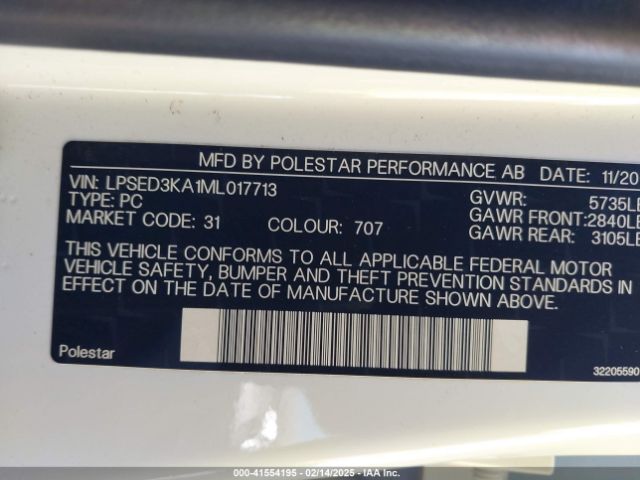 MFD BY POLESTAR PERFORMANCE AB DATE: 11/20
VIN: LPSED3KA1ML017713
TYPE: PC
MARKET CODE: 31 COLOUR: 707
GVWR: 5735LB
GAWR FRONT:2840LB
GAWR REAR: 3105LB
THIS VEHICLE CONFORMS TO ALL APPLICABLE FEDERAL MOTOR
VEHICLE SAFETY, BUMPER AND THEFT PREVENTION STANDARDS IN
EFFECT ON THE DATE OF MANUFACTURE SHOWN ABOVE.
Polestar
32205590
000-41554195 - 02/14/2025 - IAA Inc.